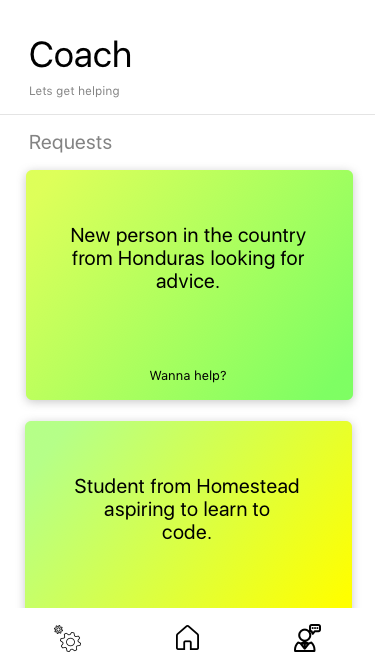 Coach
Lets get helping
Requests
New person in the country
from Honduras looking for
advice.
Wanna help?
Student from Homestead
aspiring to learn to
code.